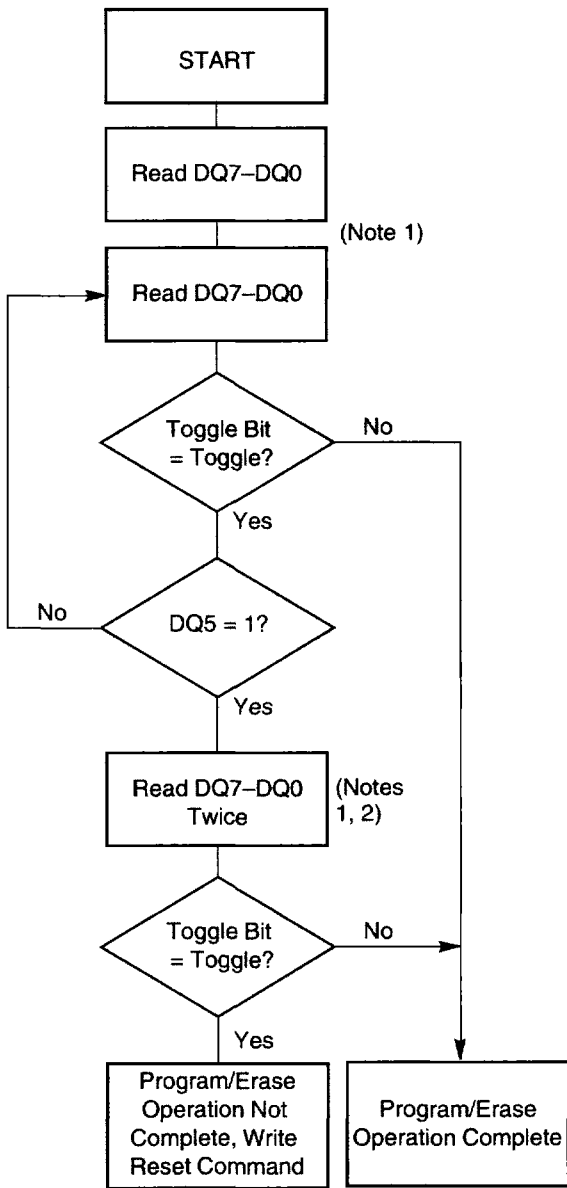 START
Read DQ7–DQ0
(Note 1)
Read DQ7–DQ0
Toggle Bit
= Toggle?
No
Yes
No
DQ5 = 1?
Yes
Read DQ7–DQ0
Twice
(Notes
1, 2)
Toggle Bit
= Toggle?
No
Yes
Program/Erase
Operation Not
Complete, Write
Reset Command
Program/Erase
Operation Complete